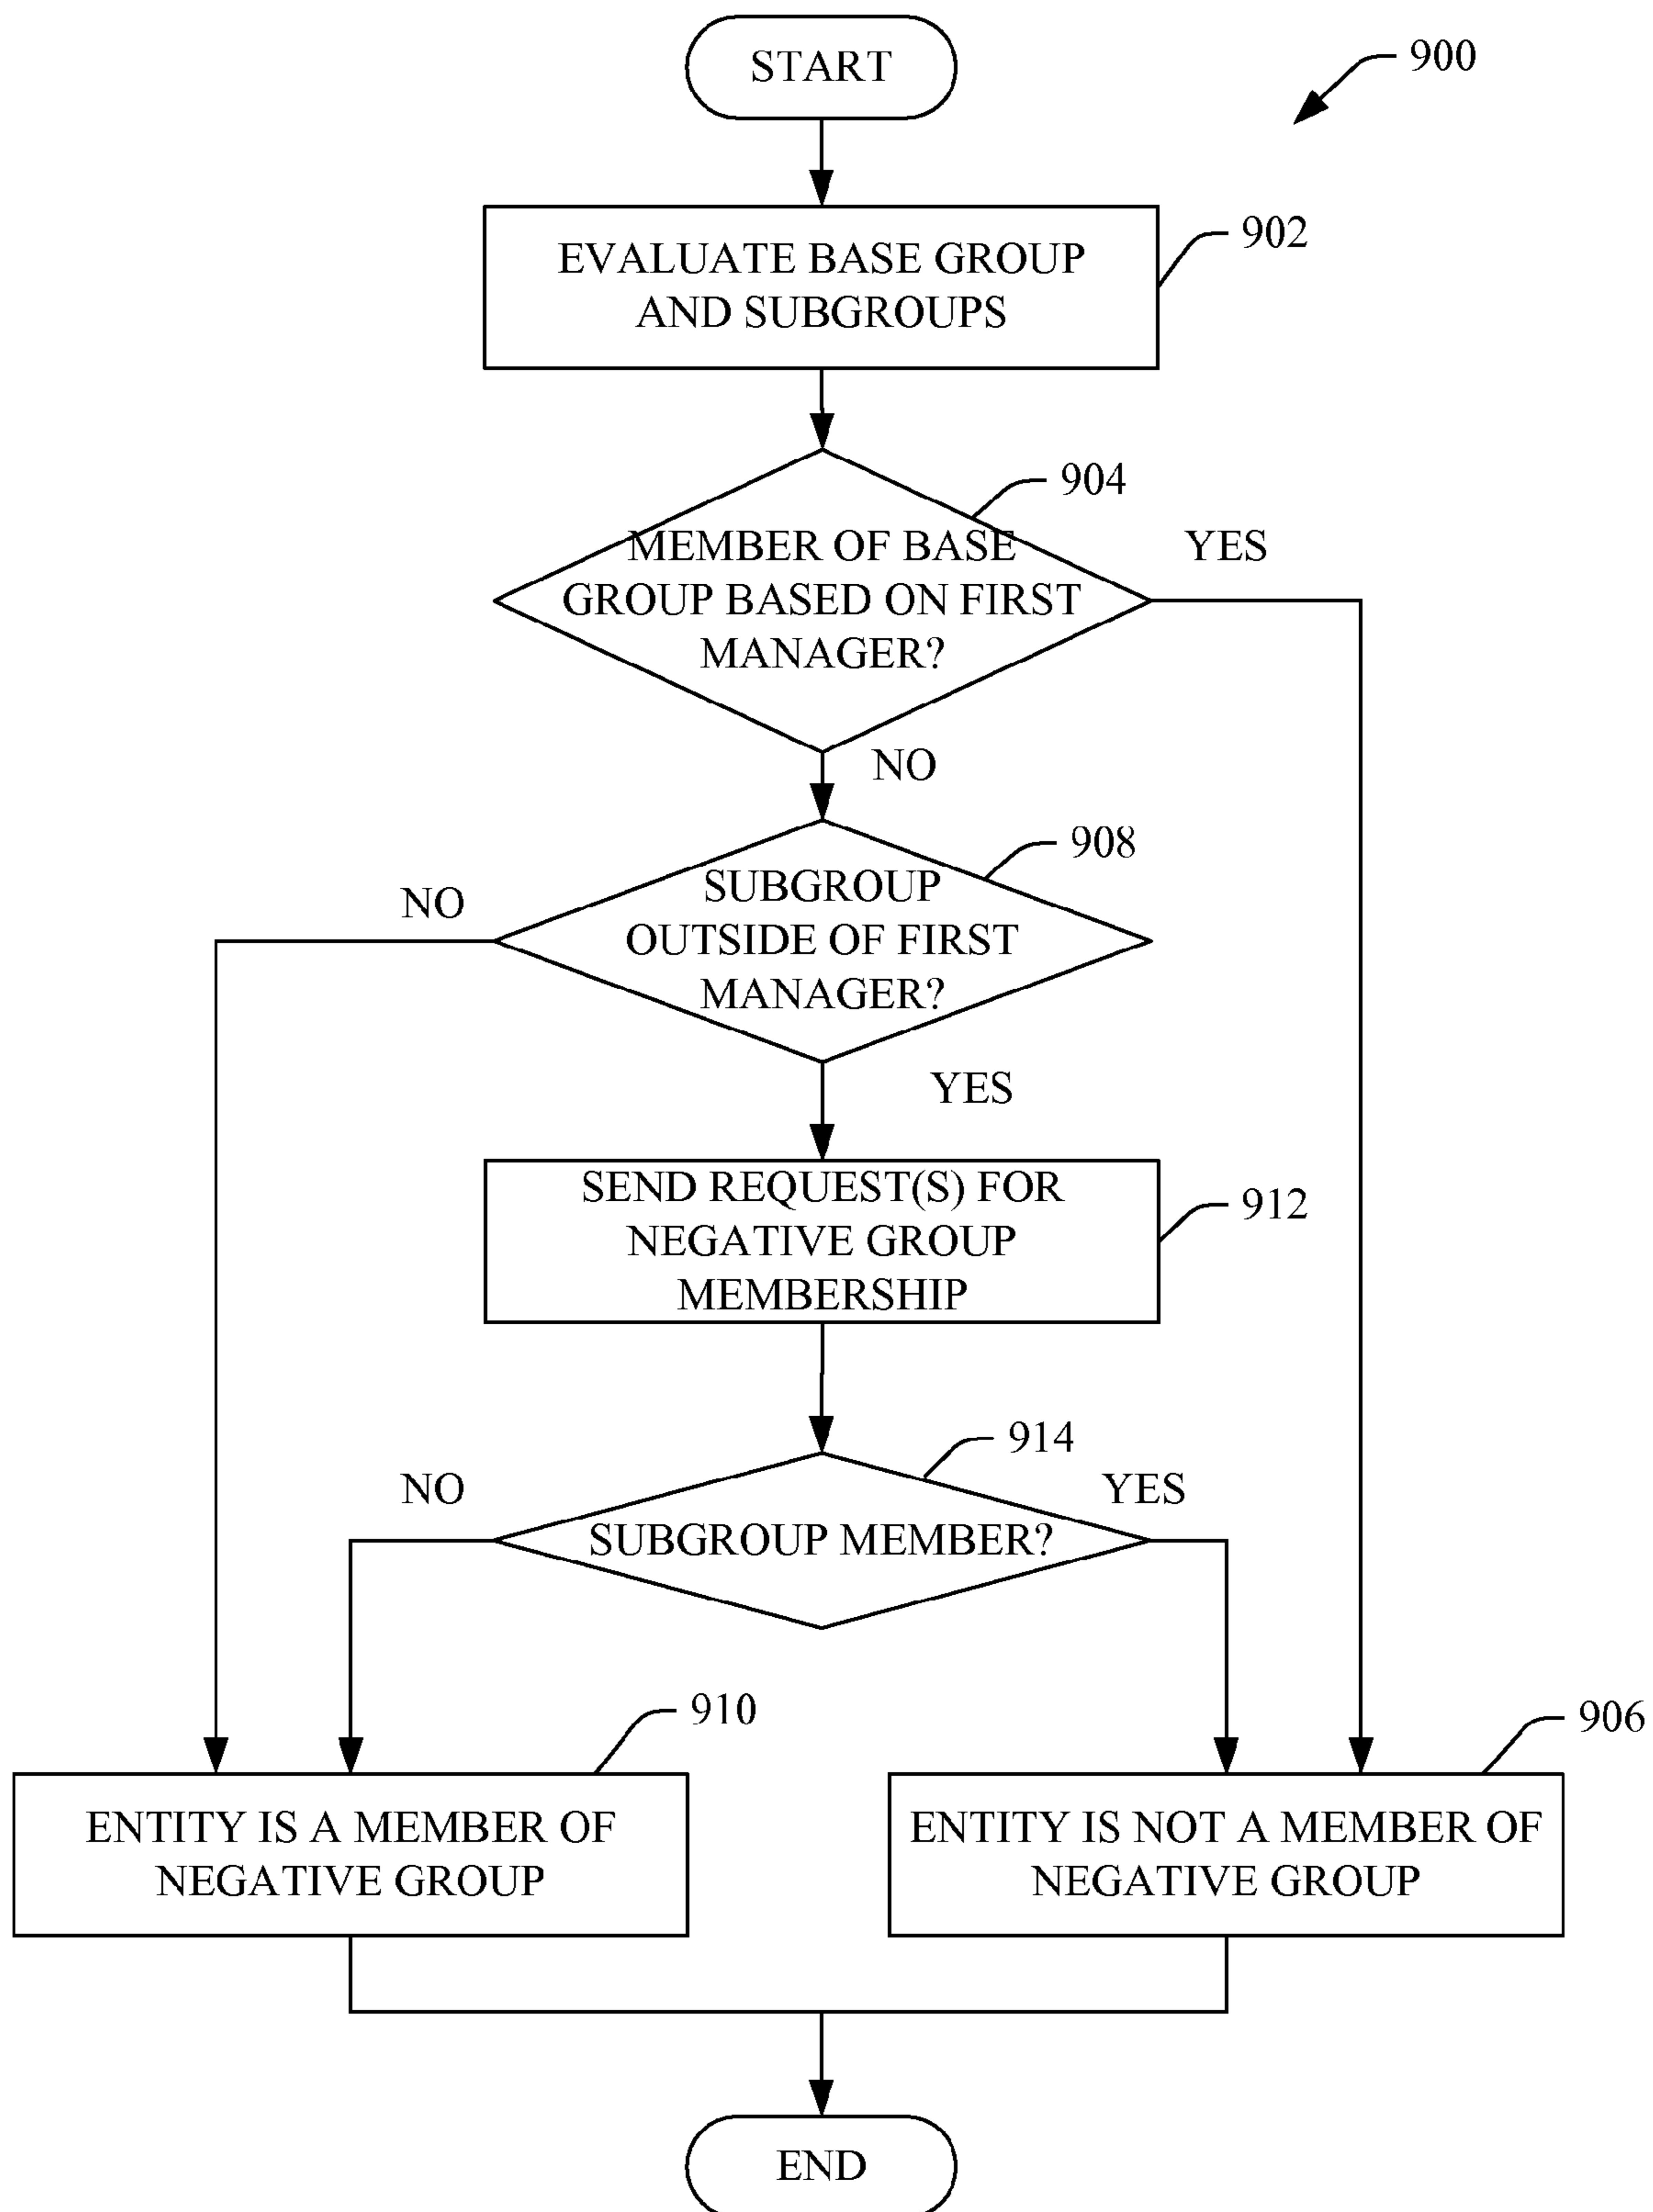 START
900
EVALUATE BASE GROUP
AND SUBGROUPS
902
904
MEMBER OF BASE
GROUP BASED ON FIRST
MANAGER?
YES
NO
908
SUBGROUP
OUTSIDE OF FIRST
MANAGER?
NO
YES
SEND REQUEST(S) FOR
NEGATIVE GROUP
MEMBERSHIP
912
914
NO
YES
SUBGROUP MEMBER?
910
906
ENTITY IS A MEMBER OF
NEGATIVE GROUP
ENTITY IS NOT A MEMBER OF
NEGATIVE GROUP
END